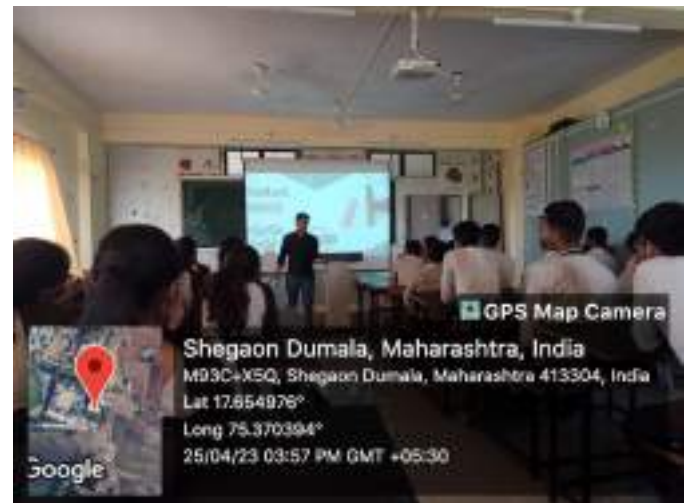 GPS Map Camera
Shegaon Dumala, Maharashtra, India
M93C+X5Q, Shegaon Dumala, Maharashtra 413304, India
Lat 17.654976°
Long 75.370394°
25/04/23 03:57 PM GMT +05:30
Google